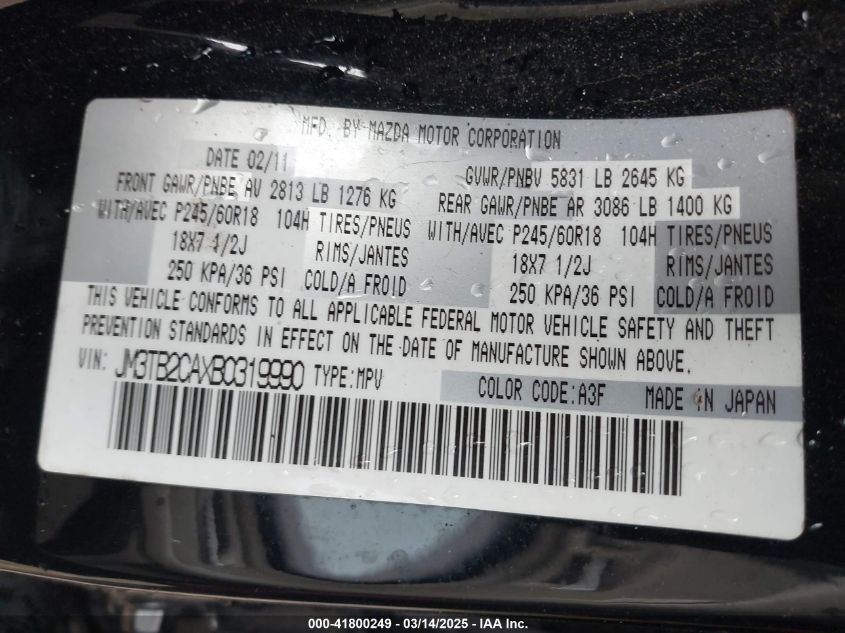 MFD. BY MAZDA MOTOR CORPORATION
DATE 02/11 GVWR/PNBV 5831 LB 2645 KG
FRONT GAWR/PNBE AV 2813 LB 1276 KG REAR GAWR/PNBE AR 3086 LB 1400 KG
WITH/AVEC P245/60R18 104H TIRES/PNEUS WITH/AVEC P245/60R18 104H TIRES/PNEUS
18X7 1/2J RIMS/JANTES 18X7 1/2J RIMS/JANTES
250 KPA/36 PSI COLD/A FROID 250 KPA/36 PSI COLD/A FROID
THIS VEHICLE CONFORMS TO ALL APPLICABLE FEDERAL MOTOR VEHICLE SAFETY AND THEFT
PREVENTION STANDARDS IN EFFECT ON THE DATE OF MANUFACTURE SHOWN ABOVE.
VIN: JM3TB2CAXB0319990 TYPE:MPV
COLOR CODE:A3F MADE IN JAPAN
000-41800249 - 03/14/2025 - IAA Inc.